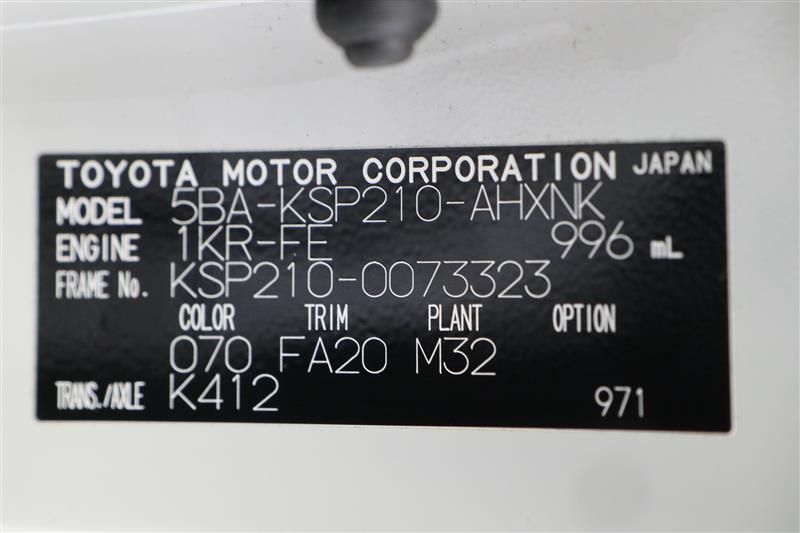 TOYOTA MOTOR CORPORATION JAPAN
MODEL 5BA-KSP210-AHXNK
ENGINE 1KR-FE 996 mL
FRAME No. KSP210-0073323
COLOR TRIM PLANT OPTION
070 FA20 M32
TRANS./AXLE K412 971